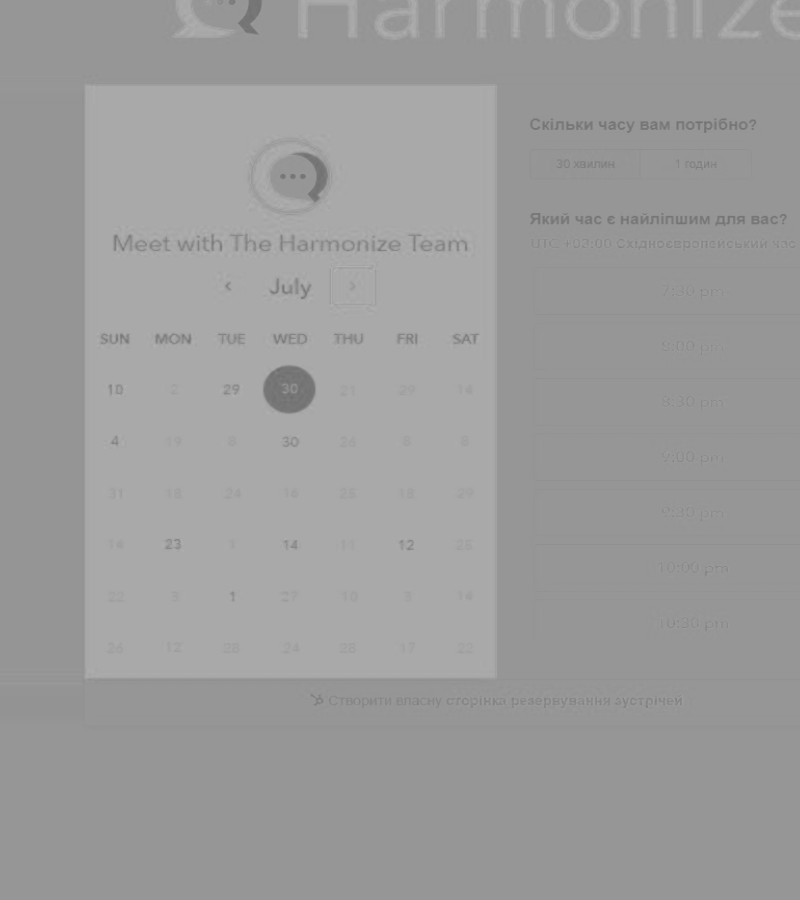 Harmonize
Meet with The Harmonize Team
July
SUN MON TUE WED THU FRI SAT
10 2 29 30 21 29 14
4 19 8 30 26 8 8
31 18 24 16 23 18 29
16 23 1 14 11 12 25
22 3 1 27 10 3 14
26 12 28 24 28 17 22
Скільки часу вам потрібно?
30 хвилин 1 годин
Який час є найліпшим для вас?
UTC +02:00 Східноєвропейський час
7:30 pm
8:00 pm
8:30 pm
9:00 pm
9:30 pm
10:00 pm
10:30 pm
Створити власну сторінка резервування зустрічей